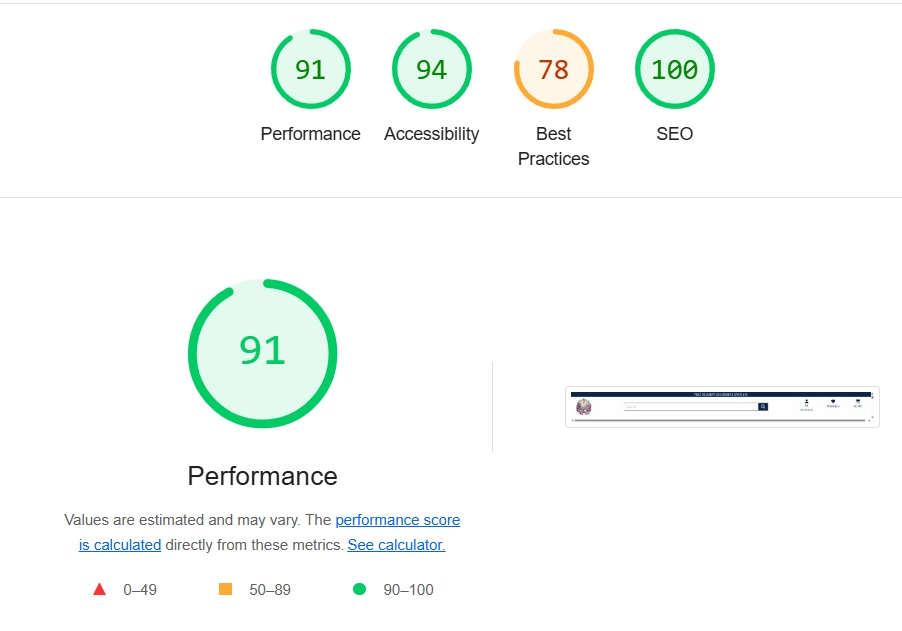 91
94
78
100
Performance
Accessibility
Best
Practices
SEO
91
Performance
Values are estimated and may vary. The performance score
is calculated directly from these metrics. See calculator.
0–49
50–89
90–100